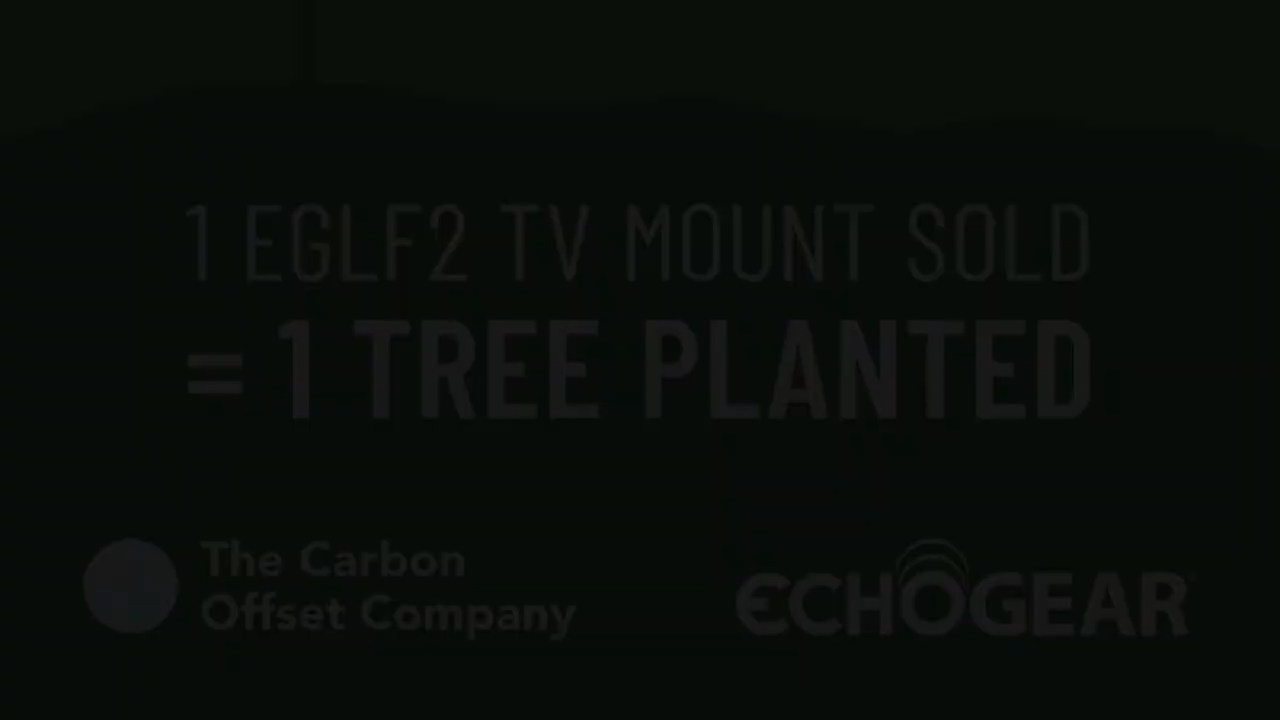 1 EGLF2 TV MOUNT SOLD
= 1 TREE PLANTED
The Carbon
Offset Company
ECHOGEAR